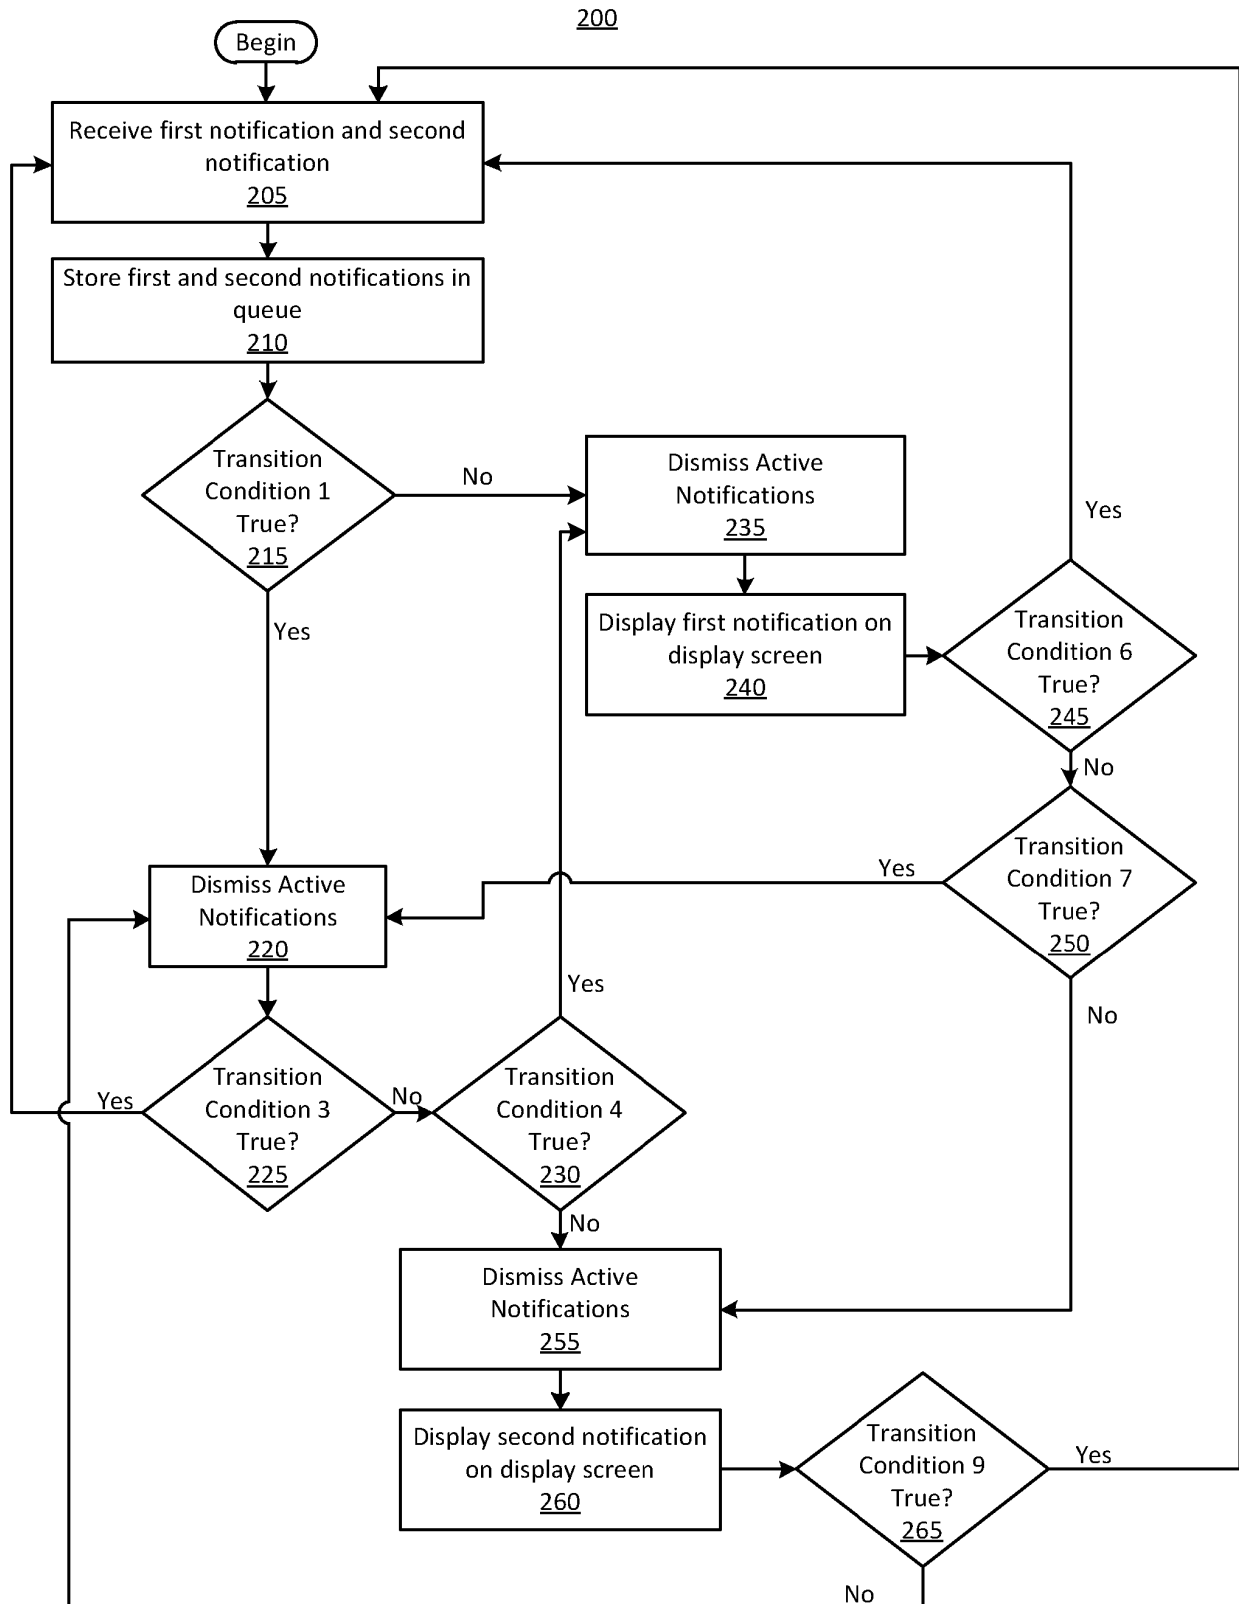 200
Begin
Receive first notification and second
notification
205
Store first and second notifications in
queue
210
Transition
Condition 1
True?
215
No
Yes
Dismiss Active
Notifications
235
Display first notification on
display screen
240
Yes
Transition
Condition 6
True?
245
No
Transition
Condition 7
True?
250
Yes
No
Dismiss Active
Notifications
220
Transition
Condition 3
True?
225
Yes
No
Yes
Transition
Condition 4
True?
230
No
Dismiss Active
Notifications
255
Display second notification
on display screen
260
Transition
Condition 9
True?
265
Yes
No